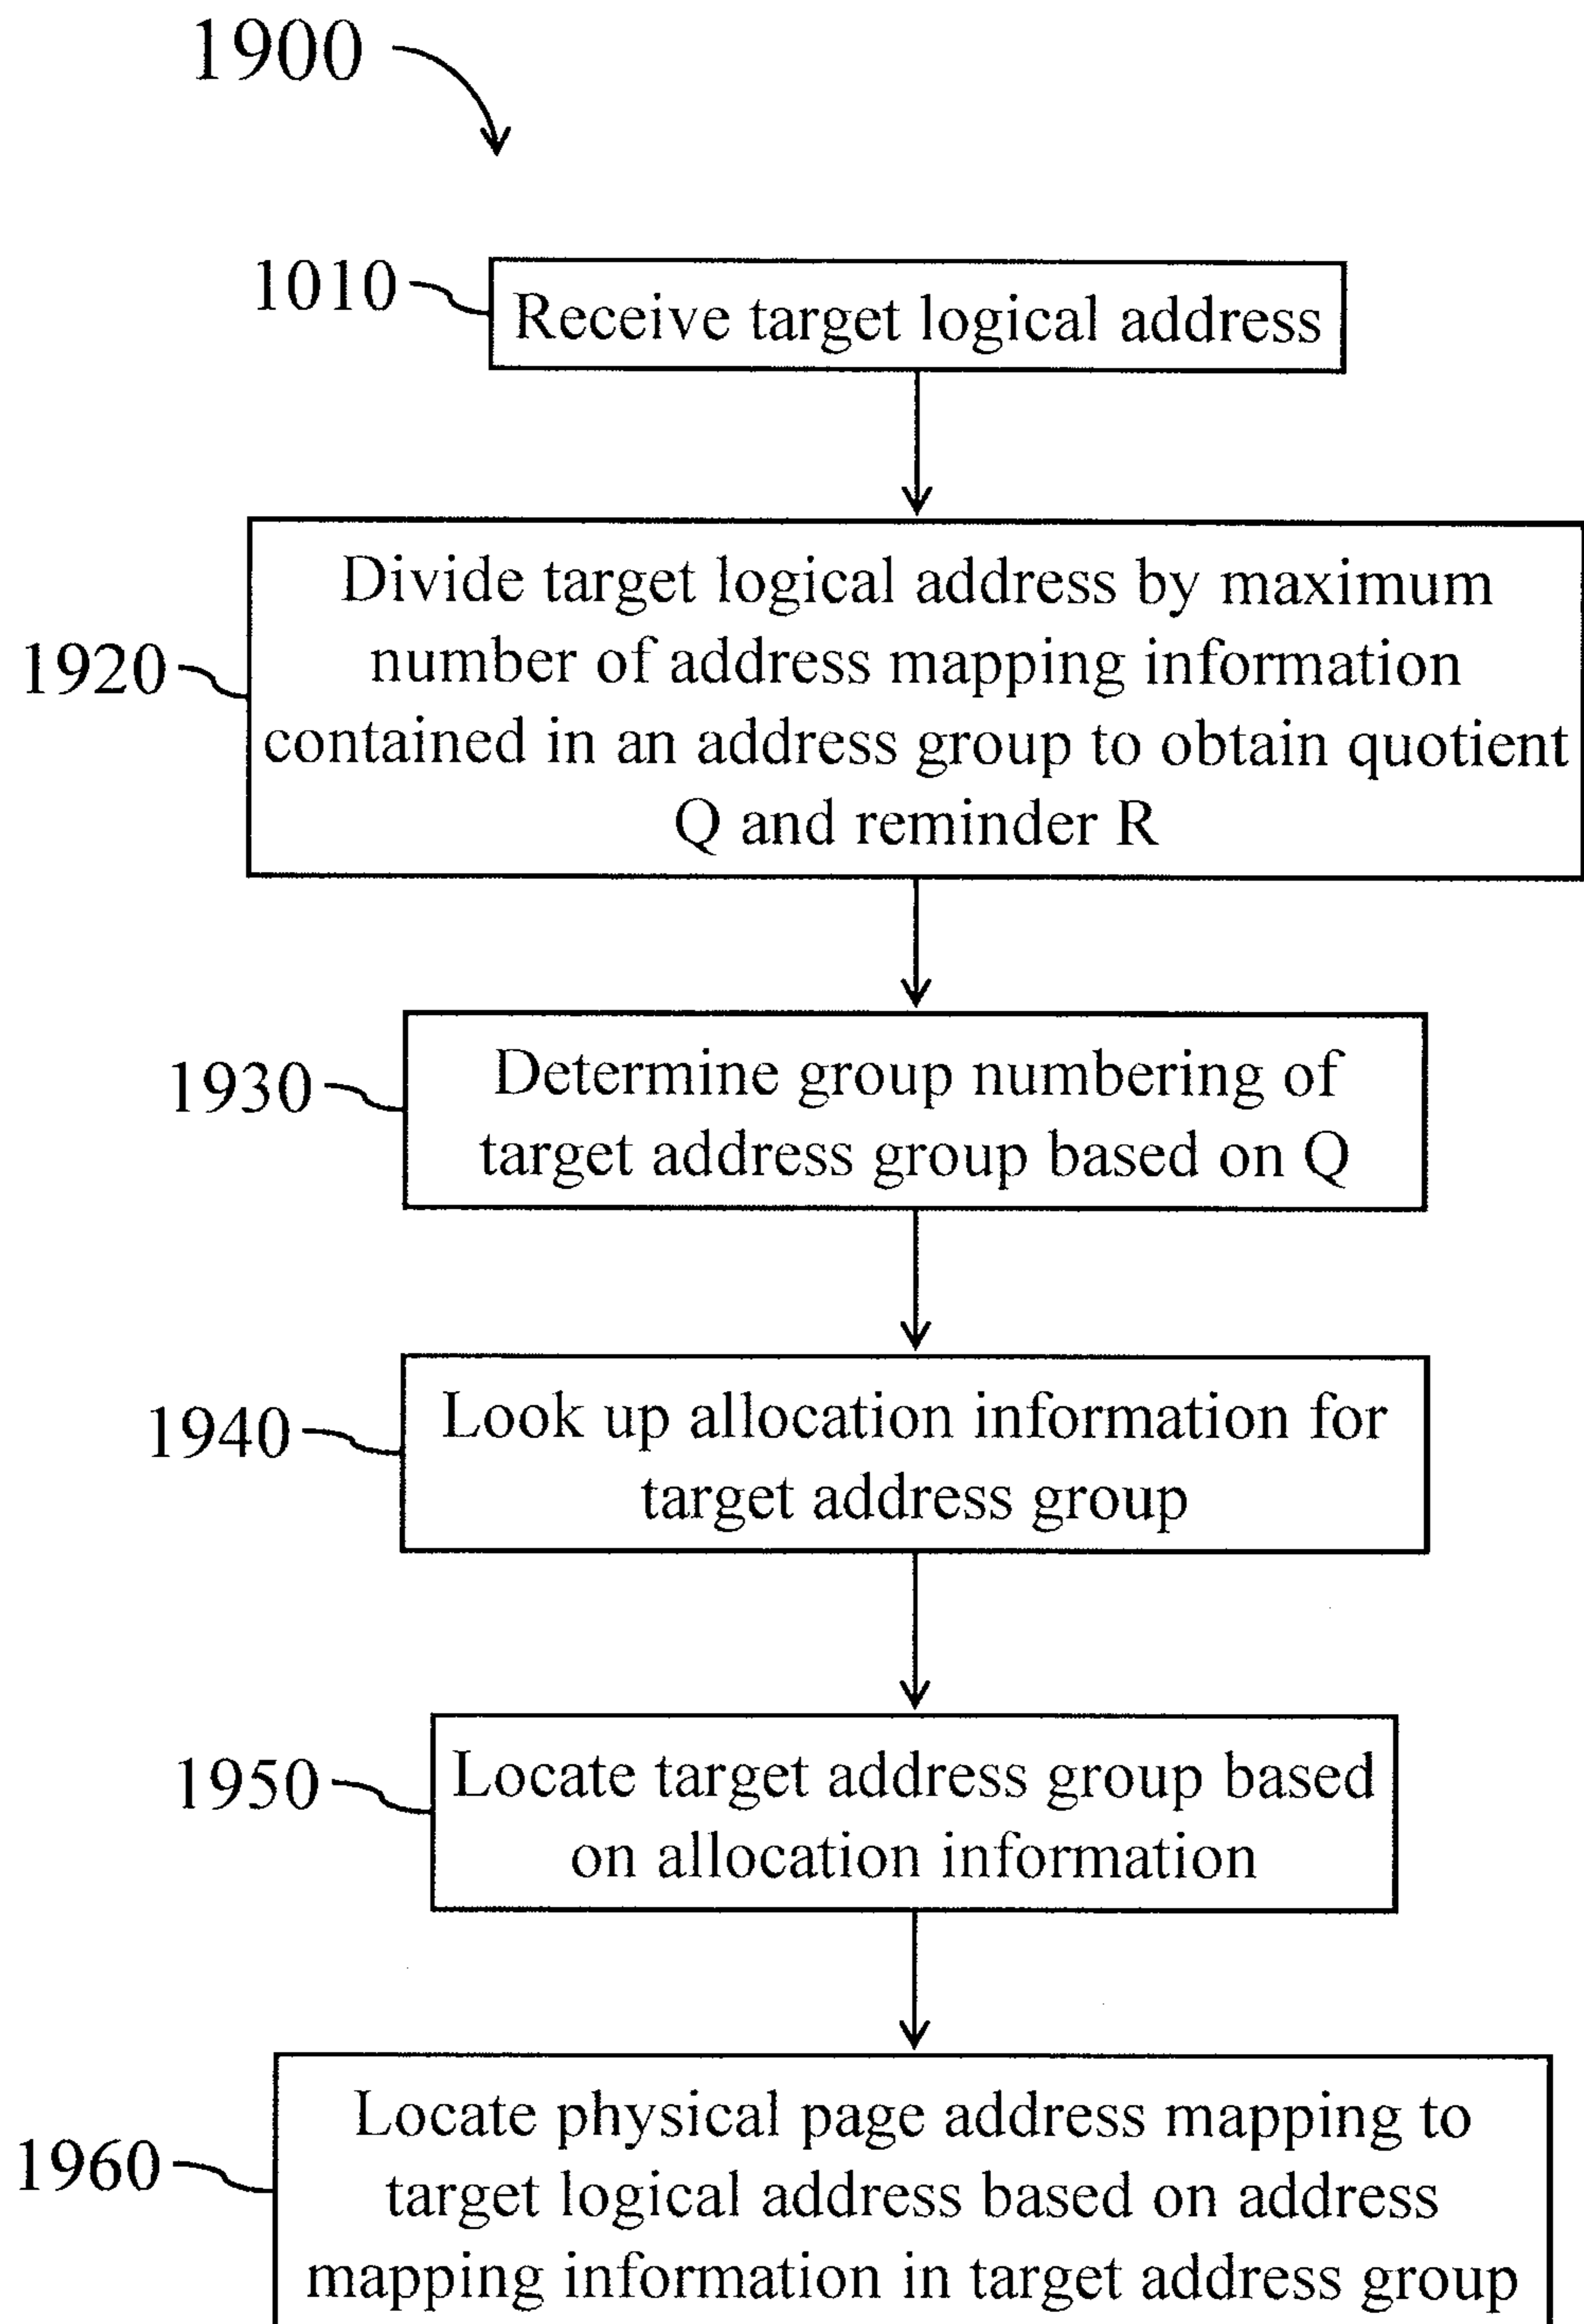 1900
1010
Receive target logical address
1920
Divide target logical address by maximum
number of address mapping information
contained in an address group to obtain quotient
Q and reminder R
1930
Determine group numbering of
target address group based on Q
1940
Look up allocation information for
target address group
1950
Locate target address group based
on allocation information
1960
Locate physical page address mapping to
target logical address based on address
mapping information in target address group